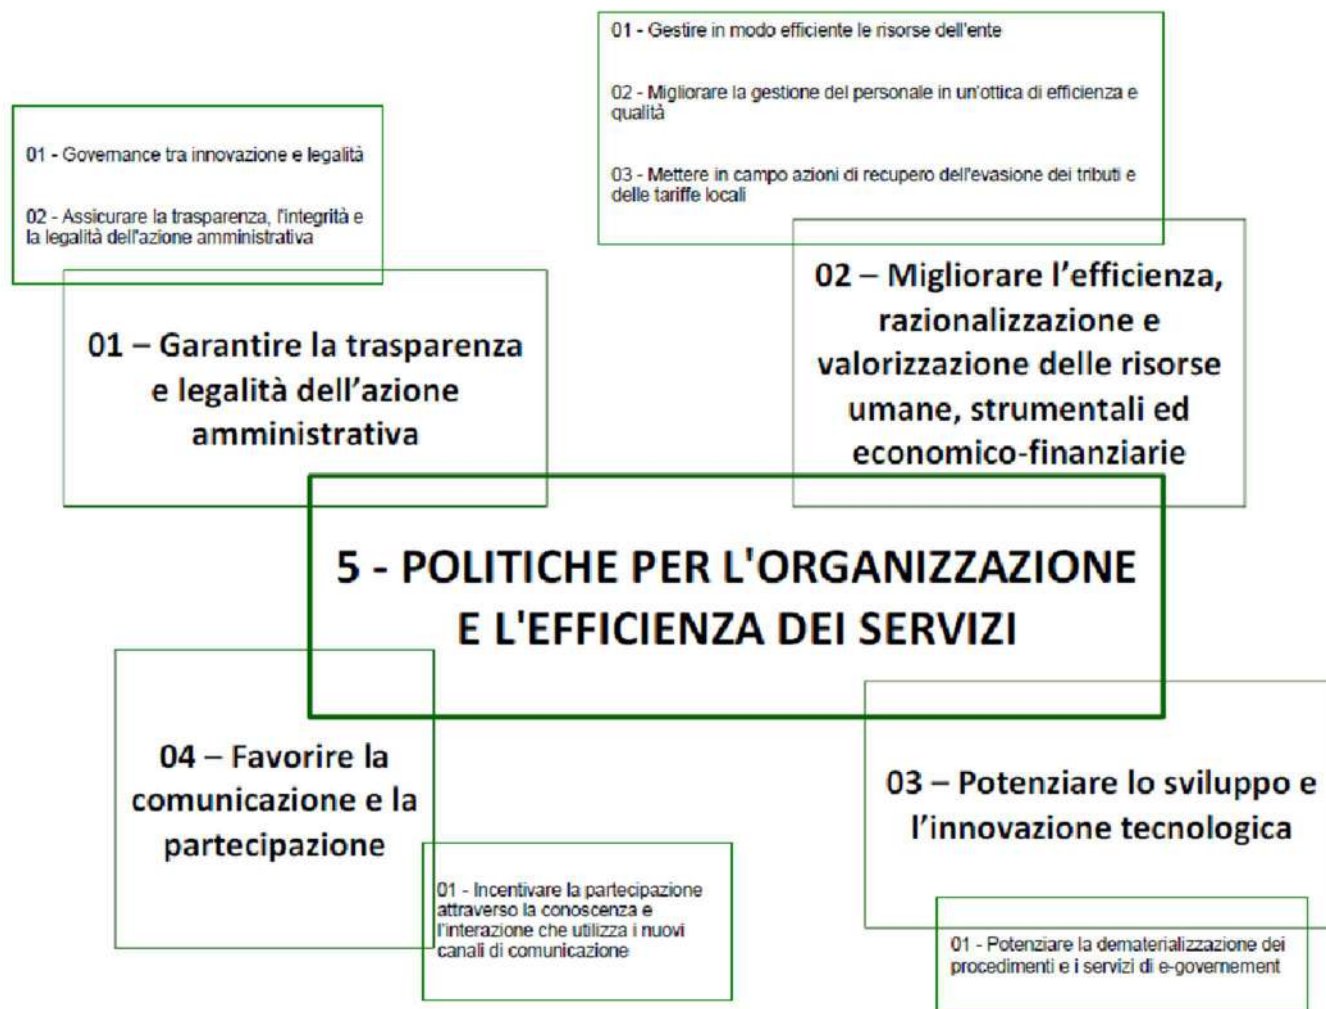 01 - Gestire in modo efficiente le risorse dell'ente
02 - Migliorare la gestione del personale in un'ottica di efficienza e
qualità
03 - Mettere in campo azioni di recupero dell'evasione dei tributi e
delle tariffe locali
01 - Governance tra innovazione e legalità
02 - Assicurare la trasparenza, l'integrità e
la legalità dell'azione amministrativa
01 – Garantire la trasparenza
e legalità dell'azione
amministrativa
02 – Migliorare l'efficienza,
razionalizzazione e
valorizzazione delle risorse
umane, strumentali ed
economico-finanziarie
5 - POLITICHE PER L'ORGANIZZAZIONE
E L'EFFICIENZA DEI SERVIZI
04 – Favorire la
comunicazione e la
partecipazione
01 - Incentivare la partecipazione
attraverso la conoscenza e
l'interazione che utilizza i nuovi
canali di comunicazione
03 – Potenziare lo sviluppo e
l'innovazione tecnologica
01 - Potenziare la dematerializzazione dei
procedimenti e i servizi di e-governement